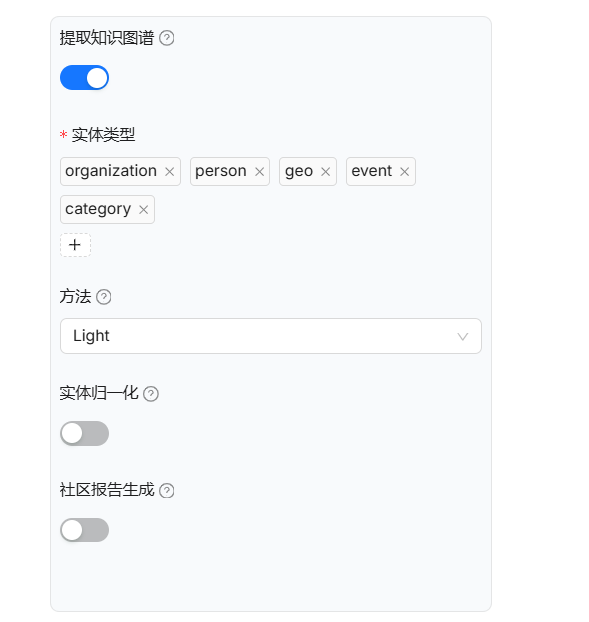 提取知识图谱
* 实体类型
organization person geo event
category
+
方法
Light
实体归一化
社区报告生成